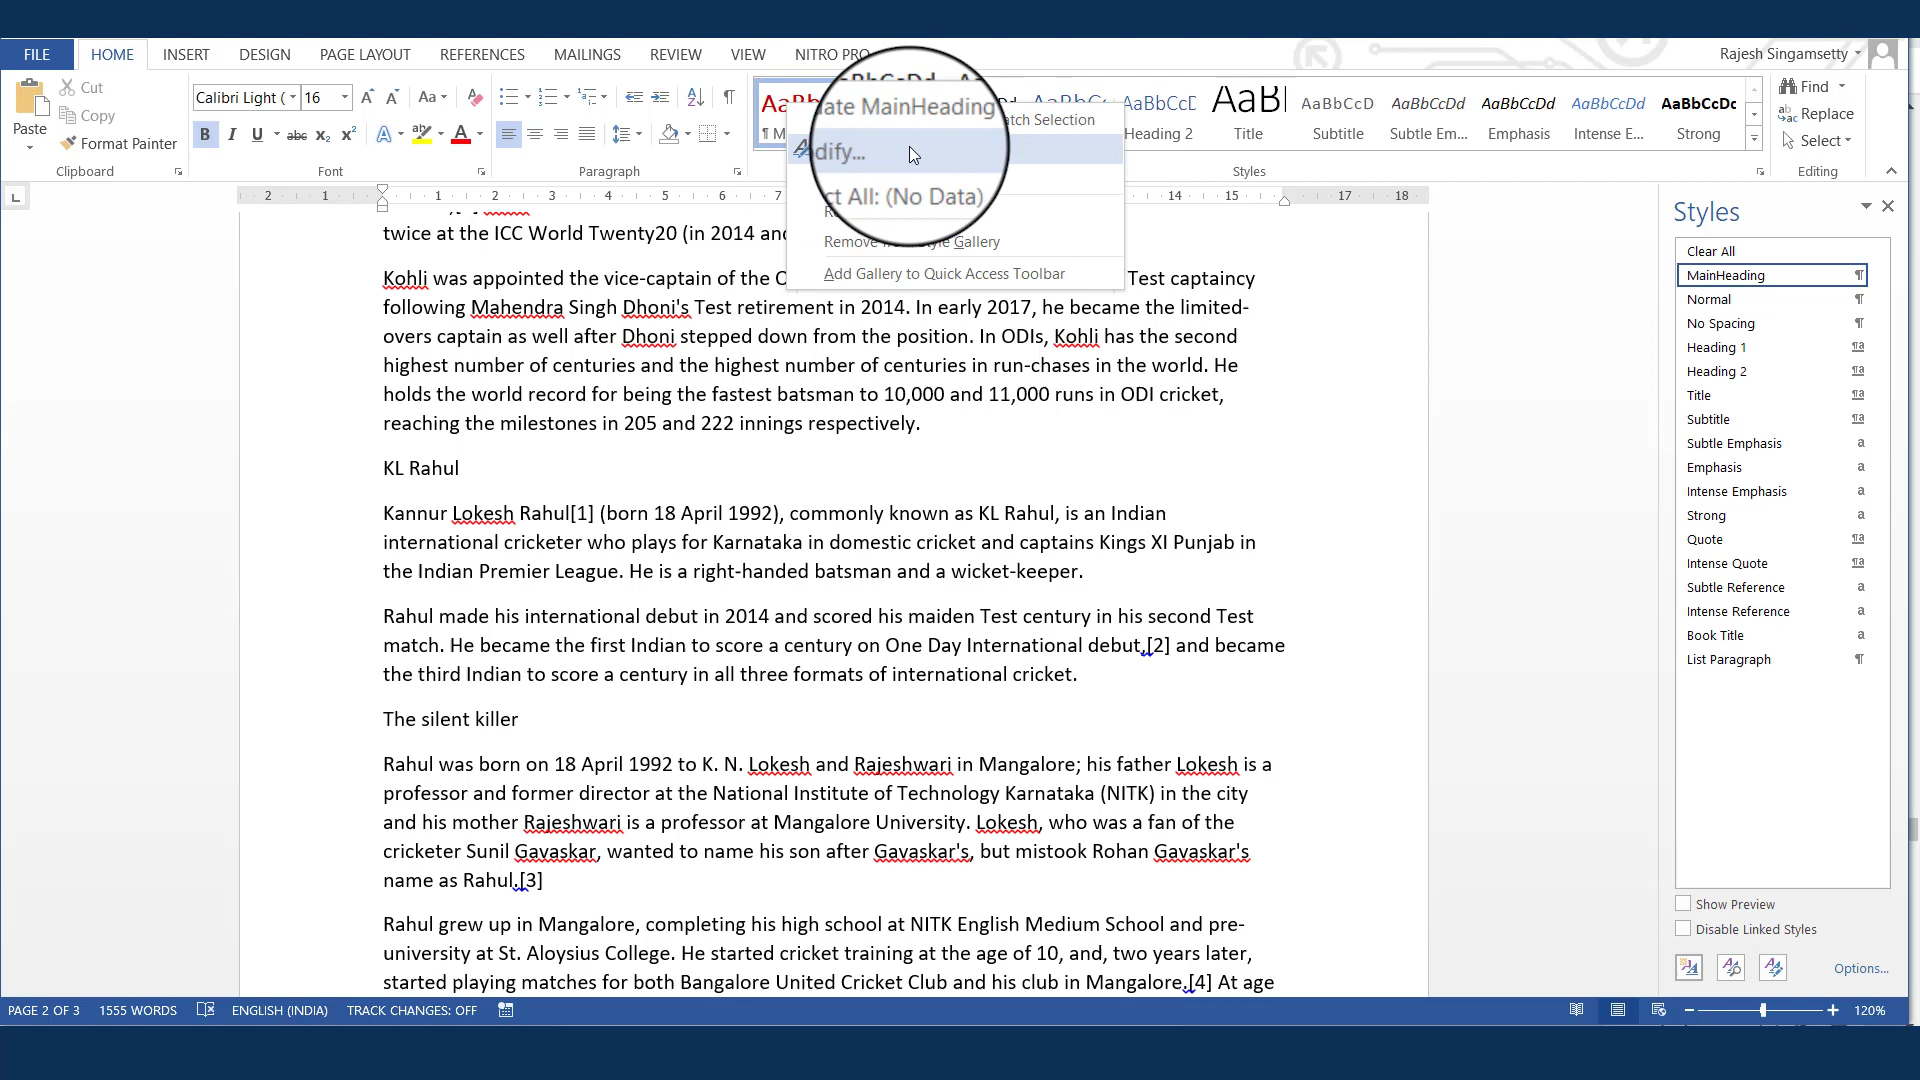 FILE HOME INSERT DESIGN PAGE LAYOUT REFERENCES MAILINGS REVIEW VIEW NITRO PRO Rajesh Singamsetty
Paste
Cut
Copy
Format Painter
Clipboard
Calibri Light ( 16
Font
Paragraph
Heading 2
AaBbCcD
Title
Subtitle
AaBbCcDd
Subtle Em...
AaBbCcDd
Emphasis
AaBbCcDd
Intense E...
Strong
Styles
Find
Replace
Select
Editing
ate MainHeading
atch Selection
dify...
ct All: (No Data)
Remove from Style Gallery
Add Gallery to Quick Access Toolbar
2 1 1 2 3 4 5 6 7 14 15 17 18
twice at the ICC World Twenty20 (in 2014 and
Kohli was appointed the vice-captain of the O Test captaincy
following Mahendra Singh Dhoni's Test retirement in 2014. In early 2017, he became the limited-
overs captain as well after Dhoni stepped down from the position. In ODIs, Kohli has the second
highest number of centuries and the highest number of centuries in run-chases in the world. He
holds the world record for being the fastest batsman to 10,000 and 11,000 runs in ODI cricket,
reaching the milestones in 205 and 222 innings respectively.
KL Rahul
Kannur Lokesh Rahul[1] (born 18 April 1992), commonly known as KL Rahul, is an Indian
international cricketer who plays for Karnataka in domestic cricket and captains Kings XI Punjab in
the Indian Premier League. He is a right-handed batsman and a wicket-keeper.
Rahul made his international debut in 2014 and scored his maiden Test century in his second Test
match. He became the first Indian to score a century on One Day International debut,[2] and became
the third Indian to score a century in all three formats of international cricket.
The silent killer
Rahul was born on 18 April 1992 to K. N. Lokesh and Rajeshwari in Mangalore; his father Lokesh is a
professor and former director at the National Institute of Technology Karnataka (NITK) in the city
and his mother Rajeshwari is a professor at Mangalore University. Lokesh, who was a fan of the
cricketer Sunil Gavaskar, wanted to name his son after Gavaskar's, but mistook Rohan Gavaskar's
name as Rahul.[3]
Rahul grew up in Mangalore, completing his high school at NITK English Medium School and pre-
university at St. Aloysius College. He started cricket training at the age of 10, and, two years later,
started playing matches for both Bangalore United Cricket Club and his club in Mangalore.[4] At age
Styles
Clear All
MainHeading
Normal
No Spacing
Heading 1
Heading 2
Title
Subtitle
Subtle Emphasis
Emphasis
Intense Emphasis
Strong
Quote
Intense Quote
Subtle Reference
Intense Reference
Book Title
List Paragraph
Show Preview
Disable Linked Styles
Options...
PAGE 2 OF 3 1555 WORDS ENGLISH (INDIA) TRACK CHANGES: OFF 120%